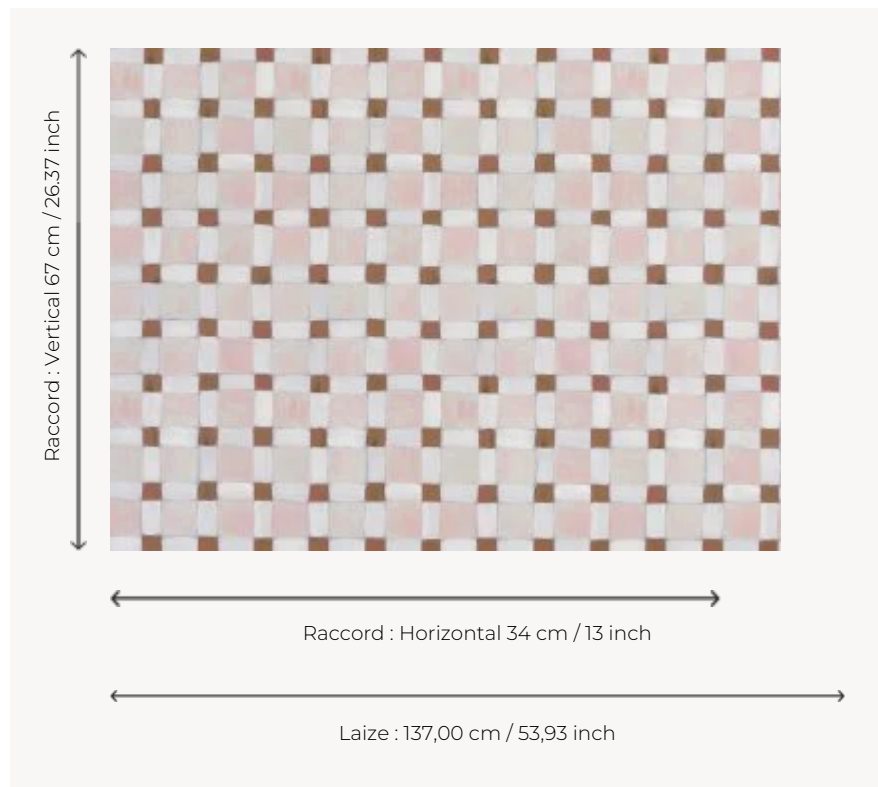 Raccord : Vertical 67 cm / 26.37 inch
Raccord : Horizontal 34 cm / 13 inch
Laize : 137,00 cm / 53,93 inch